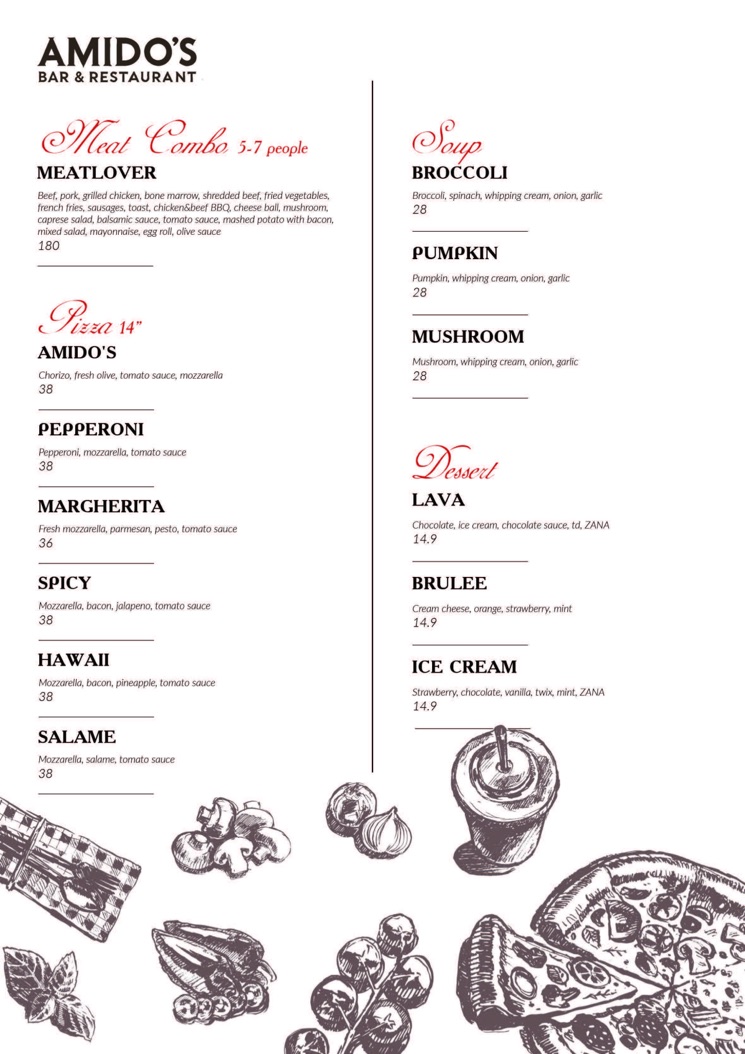 AMIDO'S
BAR & RESTAURANT
Meat Combo 5-7 people
MEATLOVER
Beef, pork, grilled chicken, bone marrow, shredded beef, fried vegetables,
french fries, sausages, toast, chicken&beef BBQ, cheese ball, mushroom,
caprese salad, balsamic sauce, tomato sauce, mashed potato with bacon,
mixed salad, mayonnaise, egg roll, olive sauce
180
Pizza 14"
AMIDO'S
Chorizo, fresh olive, tomato sauce, mozzarella
38
PEPPERONI
Pepperoni, mozzarella, tomato sauce
38
MARGHERITA
Fresh mozzarella, parmesan, pesto, tomato sauce
36
SPICY
Mozzarella, bacon, jalapeno, tomato sauce
38
HAWAII
Mozzarella, bacon, pineapple, tomato sauce
38
SALAME
Mozzarella, salame, tomato sauce
38
Soup
BROCCOLI
Broccoli, spinach, whipping cream, onion, garlic
28
PUMPKIN
Pumpkin, whipping cream, onion, garlic
28
MUSHROOM
Mushroom, whipping cream, onion, garlic
28
Dessert
LAVA
Chocolate, ice cream, chocolate sauce, td, ZANA
14.9
BRULEE
Cream cheese, orange, strawberry, mint
14.9
ICE CREAM
Strawberry, chocolate, vanilla, twix, mint, ZANA
14.9